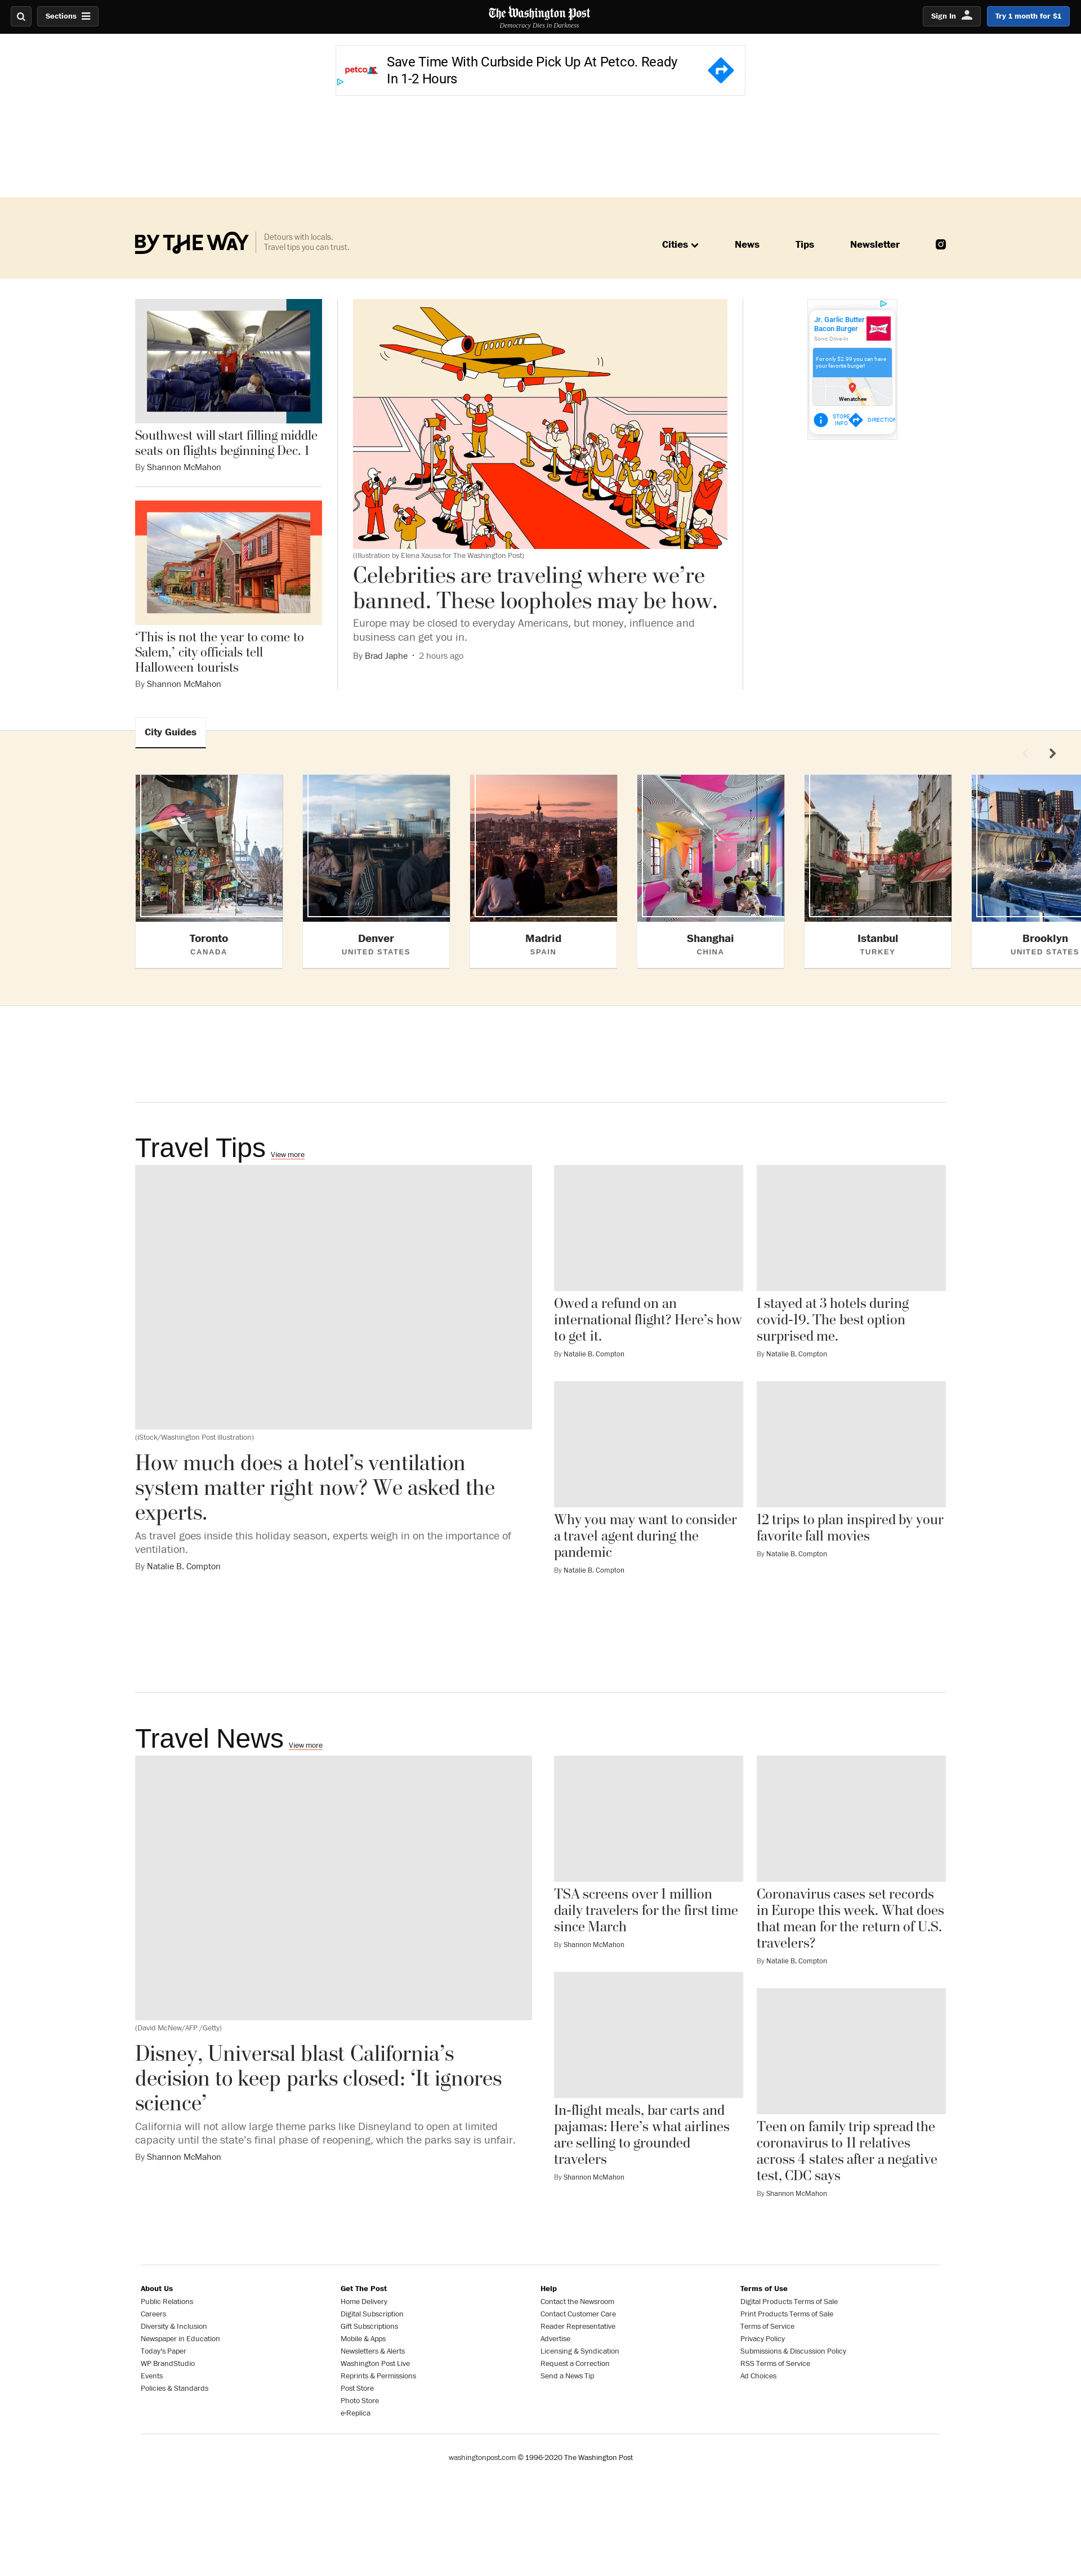 Sections
The Washington Post
Democracy Dies in Darkness
Sign In
Try 1 month for $1
petco
Save Time With Curbside Pick Up At Petco. Ready
In 1-2 Hours
BY THE WAY
Detours with locals.
Travel tips you can trust.
Cities
News
Tips
Newsletter
Southwest will start filling middle
seats on flights beginning Dec. 1
By Shannon McMahon
‘This is not the year to come to
Salem,’ city officials tell
Halloween tourists
By Shannon McMahon
(Illustration by Elena Xausa for The Washington Post)
Celebrities are traveling where we’re
banned. These loopholes may be how.
Europe may be closed to everyday Americans, but money, influence and
business can get you in.
By Brad Japhe • 2 hours ago
Jr. Garlic Butter
Bacon Burger
Sonic Drive-In
For only $2.99 you can have
your favorite burger!
Wenatchee
STORE
INFO
DIRECTION
City Guides
Toronto
CANADA
Denver
UNITED STATES
Madrid
SPAIN
Shanghai
CHINA
Istanbul
TURKEY
Brooklyn
UNITED STATES
Travel Tips View more
(iStock/Washington Post illustration)
How much does a hotel’s ventilation
system matter right now? We asked the
experts.
As travel goes inside this holiday season, experts weigh in on the importance of
ventilation.
By Natalie B. Compton
Owed a refund on an
international flight? Here’s how
to get it.
By Natalie B. Compton
I stayed at 3 hotels during
covid-19. The best option
surprised me.
By Natalie B. Compton
Why you may want to consider
a travel agent during the
pandemic
By Natalie B. Compton
12 trips to plan inspired by your
favorite fall movies
By Natalie B. Compton
Travel News View more
(David McNew/AFP /Getty)
Disney, Universal blast California’s
decision to keep parks closed: ‘It ignores
science’
California will not allow large theme parks like Disneyland to open at limited
capacity until the state’s final phase of reopening, which the parks say is unfair.
By Shannon McMahon
TSA screens over 1 million
daily travelers for the first time
since March
By Shannon McMahon
Coronavirus cases set records
in Europe this week. What does
that mean for the return of U.S.
travelers?
By Natalie B. Compton
In-flight meals, bar carts and
pajamas: Here’s what airlines
are selling to grounded
travelers
By Shannon McMahon
Teen on family trip spread the
coronavirus to 11 relatives
across 4 states after a negative
test, CDC says
By Shannon McMahon
About Us
Public Relations
Careers
Diversity & Inclusion
Newspaper in Education
Today's Paper
WP BrandStudio
Events
Policies & Standards
Get The Post
Home Delivery
Digital Subscription
Gift Subscriptions
Mobile & Apps
Newsletters & Alerts
Washington Post Live
Reprints & Permissions
Post Store
Photo Store
e-Replica
Help
Contact the Newsroom
Contact Customer Care
Reader Representative
Advertise
Licensing & Syndication
Request a Correction
Send a News Tip
Terms of Use
Digital Products Terms of Sale
Print Products Terms of Sale
Terms of Service
Privacy Policy
Submissions & Discussion Policy
RSS Terms of Service
Ad Choices
washingtonpost.com © 1996-2020 The Washington Post